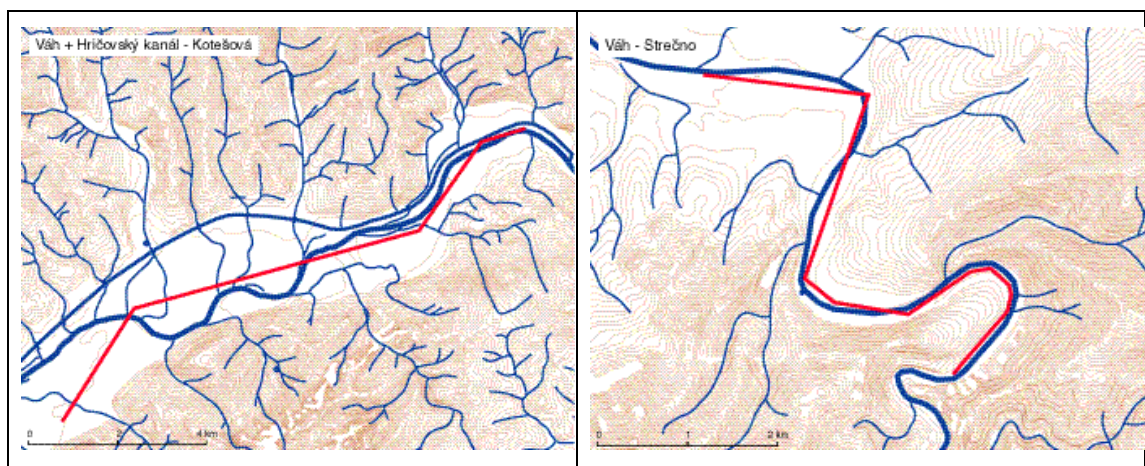 Váh + Hričovský kanál - Kotešová
0 2 4 km
Váh - Strečno
0 1 2 km